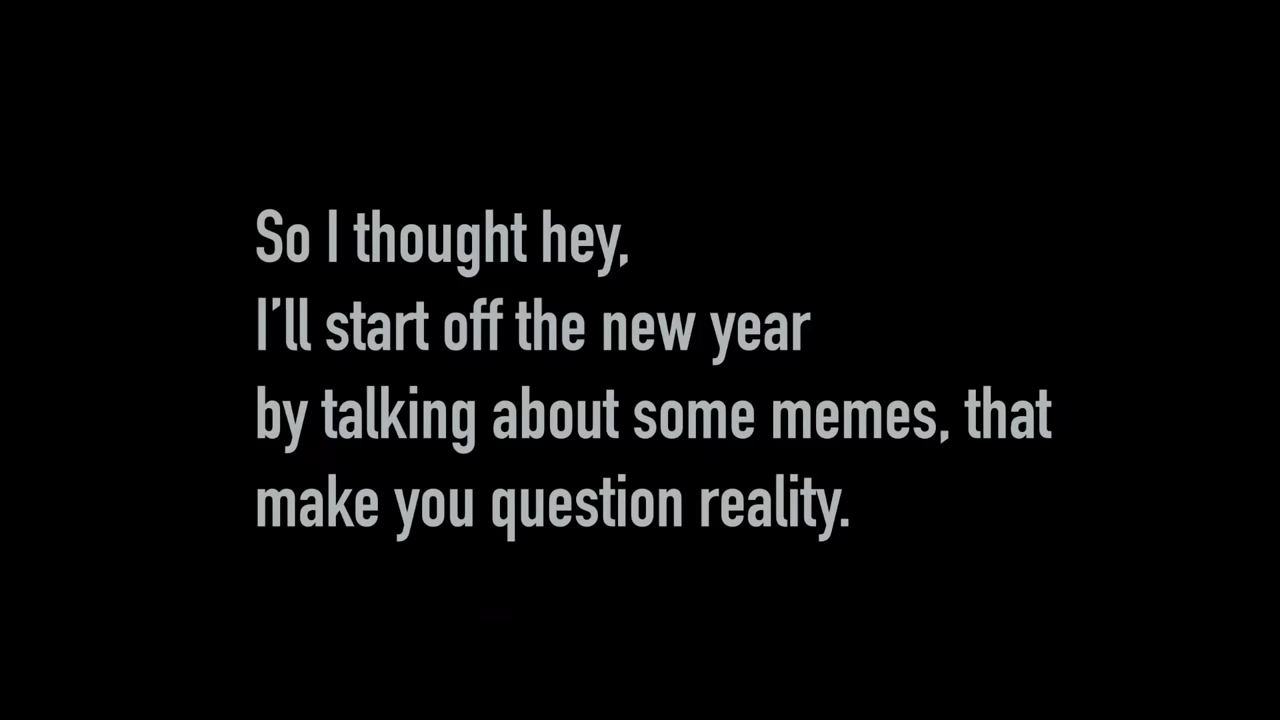 So I thought hey,
I’ll start off the new year
by talking about some memes, that
make you question reality.